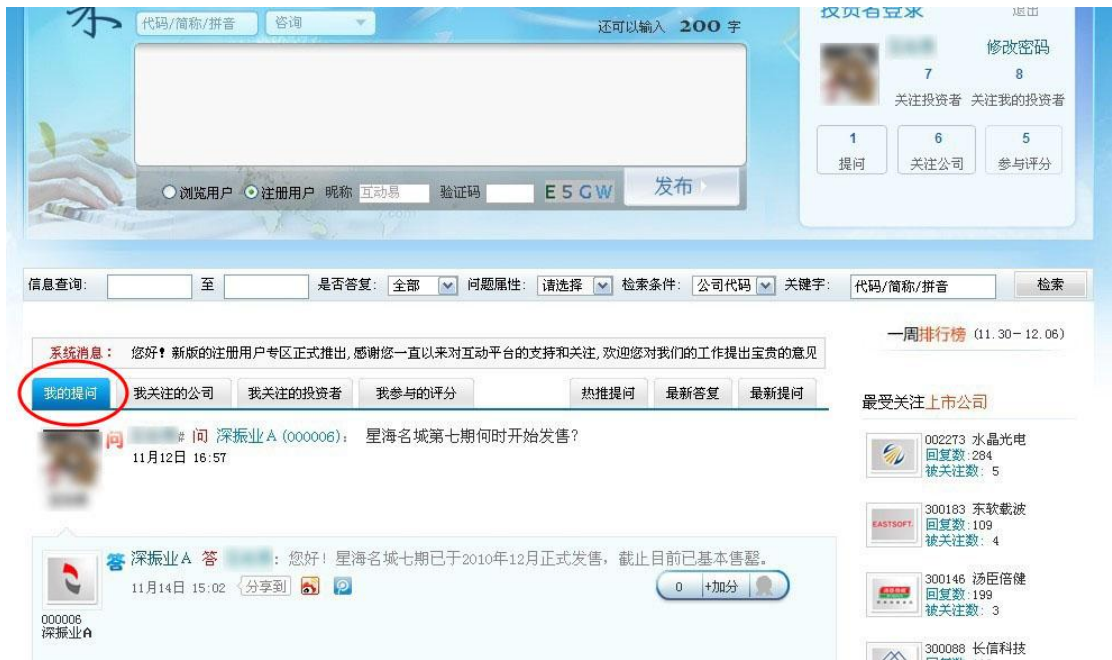 代码/简称/拼音 咨询 还可以输入 200 字
投资者登录 退出
修改密码
7 8
关注投资者 关注我的投资者
1 6 5
提问 关注公司 参与评分
浏览用户 注册用户 昵称 互动易 验证码 E5GW 发布
信息查询: 至 是否答复: 全部 问题属性: 请选择 检索条件: 公司代码 关键字: 代码/简称/拼音 检索
一周排行榜 (11.30-12.06)
系统消息: 您好!新版的注册用户专区正式推出,感谢您一直以来对互动平台的支持和关注,欢迎您对我们的工作提出宝贵的意见
我的提问 我关注的公司 我关注的投资者 我参与的评分 热推提问 最新答复 最新提问
最受关注上市公司
问 # 问 深振业A (000006): 星海名城第七期何时开始发售?
11月12日 16:57
002273 水晶光电
回复数:284
被关注数: 5
EASTSOFT.
300183 东软载波
回复数:109
被关注数: 4
答 深振业A 答 : 您好!星海名城七期已于2010年12月正式发售,截止目前已基本售罄。
11月14日 15:02 分享到 0 +加分
000006
深振业A
300146 汤臣倍健
回复数:199
被关注数: 3
300088 长信科技